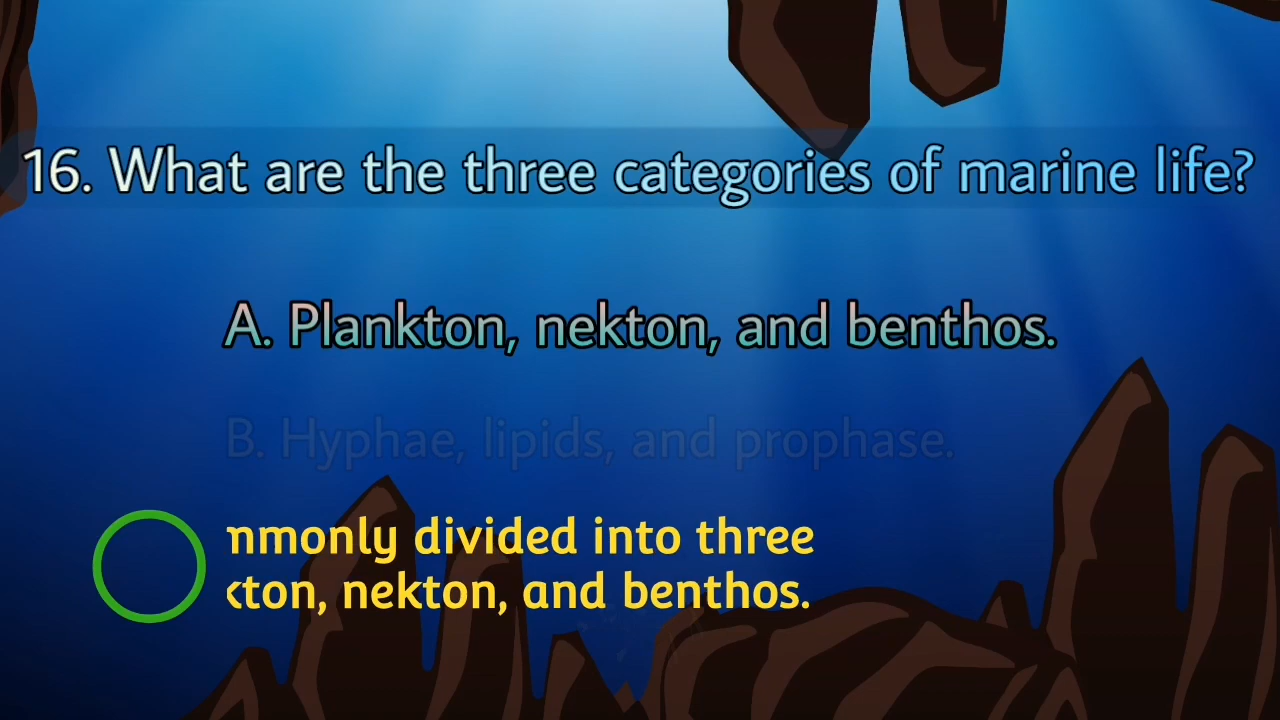 16. What are the three categories of marine life?
A. Plankton, nekton, and benthos.
B. Hyphae, lipids, and prophase.
nmonly divided into three
kton, nekton, and benthos.